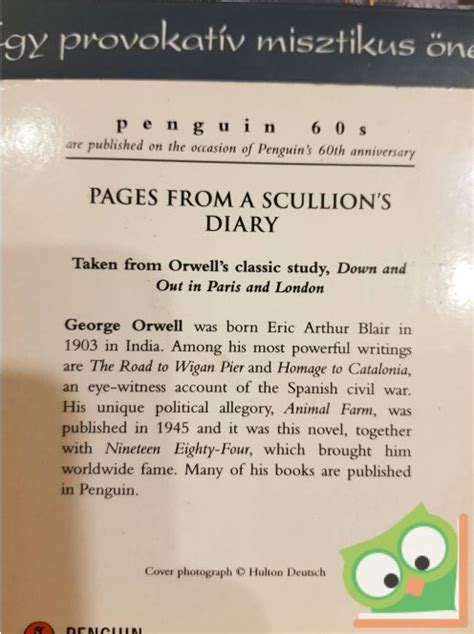 gy provokatív misztikus öne
penguin 60s
are published on the occasion of Penguin's 60th anniversary
PAGES FROM A SCULLION'S
DIARY
Taken from Orwell's classic study, Down and
Out in Paris and London
George Orwell was born Eric Arthur Blair in
1903 in India. Among his most powerful writings
are The Road to Wigan Pier and Homage to Catalonia,
an eye-witness account of the Spanish civil war.
His unique political allegory, Animal Farm, was
published in 1945 and it was this novel, together
with Nineteen Eighty-Four, which brought him
worldwide fame. Many of his books are published
in Penguin.
Cover photograph © Hulton Deutsch
PENGUIN